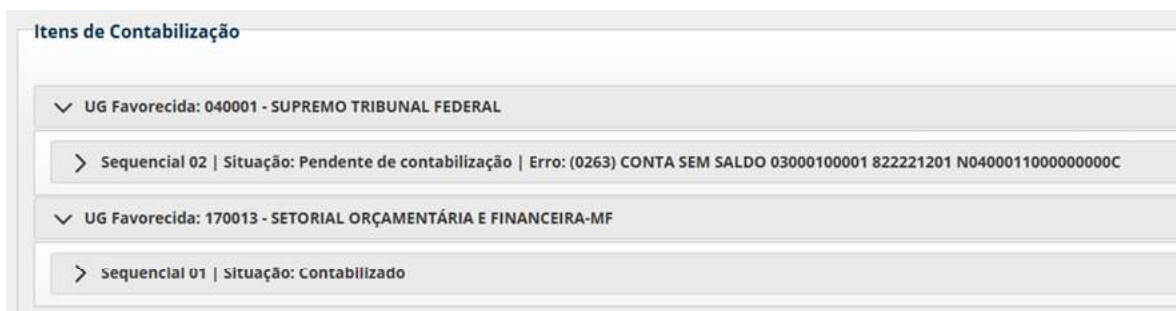 Itens de Contabilização
UG Favorecida: 040001 - SUPREMO TRIBUNAL FEDERAL
Sequencial 02 | Situação: Pendente de contabilização | Erro: (0263) CONTA SEM SALDO 03000100001 822221201 N0400011000000000C
UG Favorecida: 170013 - SETORIAL ORÇAMENTÁRIA E FINANCEIRA-MF
Sequencial 01 | Situação: Contabilizado